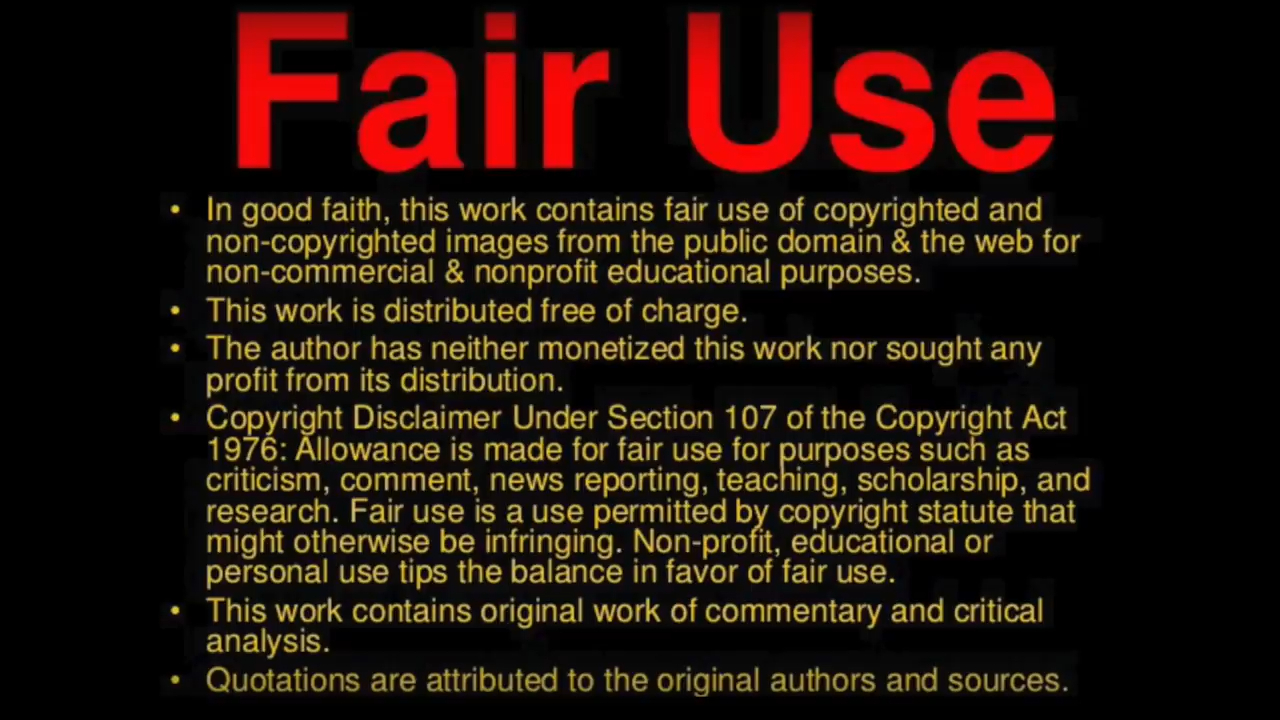 Fair Use
• In good faith, this work contains fair use of copyrighted and
non-copyrighted images from the public domain & the web for
non-commercial & nonprofit educational purposes.
• This work is distributed free of charge.
• The author has neither monetized this work nor sought any
profit from its distribution.
• Copyright Disclaimer Under Section 107 of the Copyright Act
1976: Allowance is made for fair use for purposes such as
criticism, comment, news reporting, teaching, scholarship, and
research. Fair use is a use permitted by copyright statute that
might otherwise be infringing. Non-profit, educational or
personal use tips the balance in favor of fair use.
• This work contains original work of commentary and critical
analysis.
• Quotations are attributed to the original authors and sources.